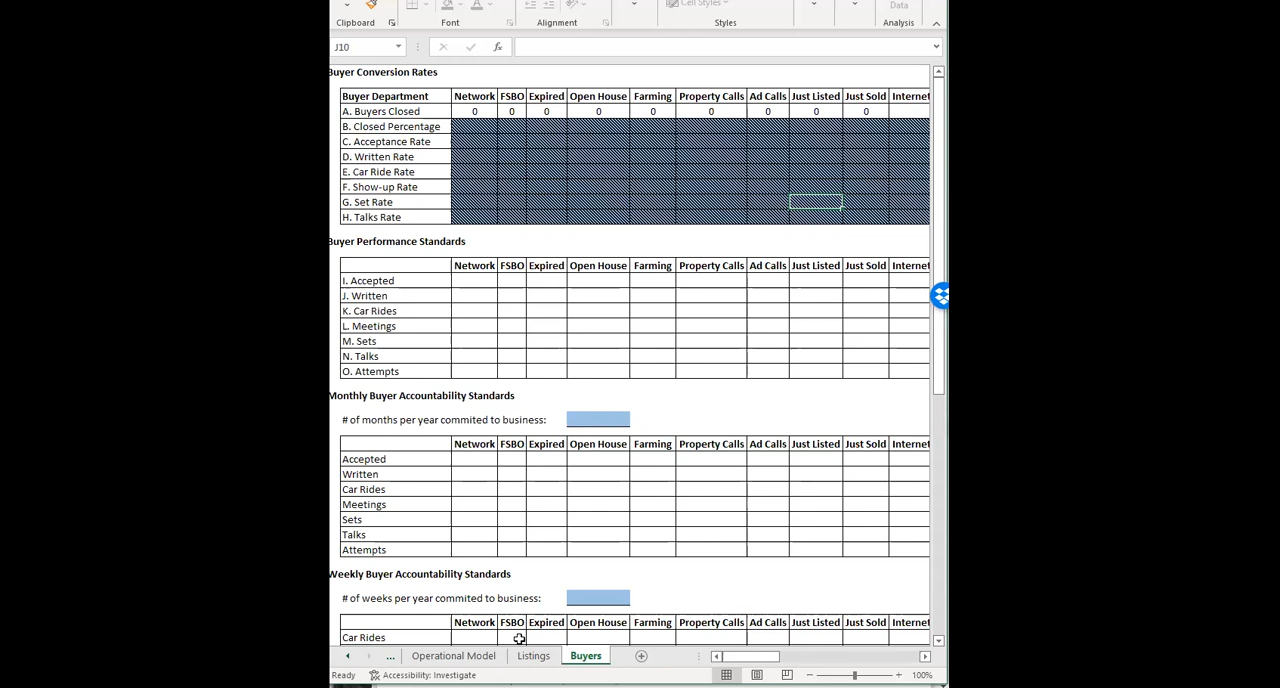 Data
Cell Styles
Clipboard Font Alignment Styles Analysis
J10 fx
Buyer Conversion Rates
Buyer Department Network FSBO Expired Open House Farming Property Calls Ad Calls Just Listed Just Sold Internet
A. Buyers Closed 0 0 0 0 0 0 0 0 0
B. Closed Percentage
C. Acceptance Rate
D. Written Rate
E. Car Ride Rate
F. Show-up Rate
G. Set Rate
H. Talks Rate
Buyer Performance Standards
Network FSBO Expired Open House Farming Property Calls Ad Calls Just Listed Just Sold Internet
I. Accepted
J. Written
K. Car Rides
L. Meetings
M. Sets
N. Talks
O. Attempts
Monthly Buyer Accountability Standards
# of months per year commited to business:
Network FSBO Expired Open House Farming Property Calls Ad Calls Just Listed Just Sold Internet
Accepted
Written
Car Rides
Meetings
Sets
Talks
Attempts
Weekly Buyer Accountability Standards
# of weeks per year commited to business:
Network FSBO Expired Open House Farming Property Calls Ad Calls Just Listed Just Sold Internet
Car Rides
... Operational Model Listings Buyers
Ready Accessibility: Investigate 100%